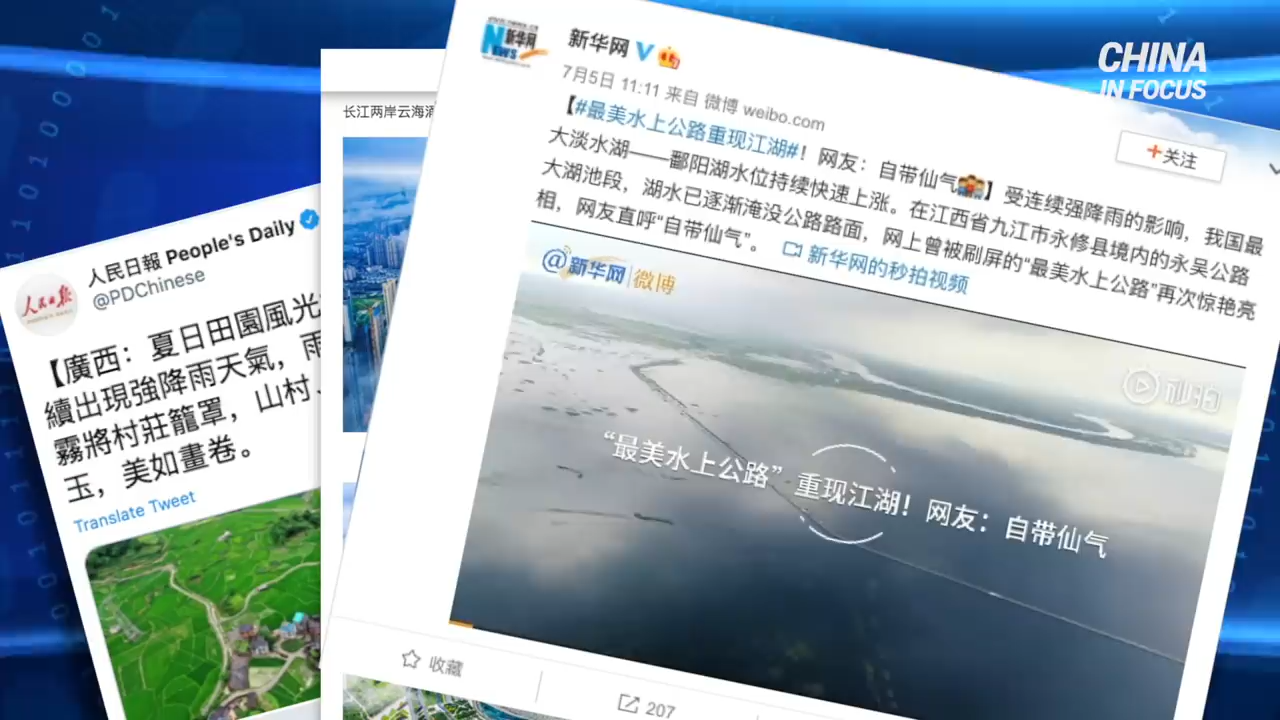 CHINA
IN FOCUS
新华网
NEWS
新华网
7月5日 11:11 来自 微博 weibo.com
+关注
【#最美水上公路重现江湖#！网友：自带仙气】受连续强降雨的影响，我国最
大淡水湖——鄱阳湖水位持续快速上涨。在江西省九江市永修县境内的永吴公路
大湖池段，湖水已逐渐淹没公路路面，网上曾被刷屏的“最美水上公路”再次惊艳亮
相，网友直呼“自带仙气”。 新华网的秒拍视频
@新华网|微博
秒拍
“最美水上公路”重现江湖！网友：自带仙气
收藏
207
长江两岸云海
人民日報 People's Daily
@PDChinese
人民日报
【廣西：夏日田園風光
續出現強降雨天氣，雨
霧將村莊籠罩，山村、
玉，美如畫卷。
Translate Tweet